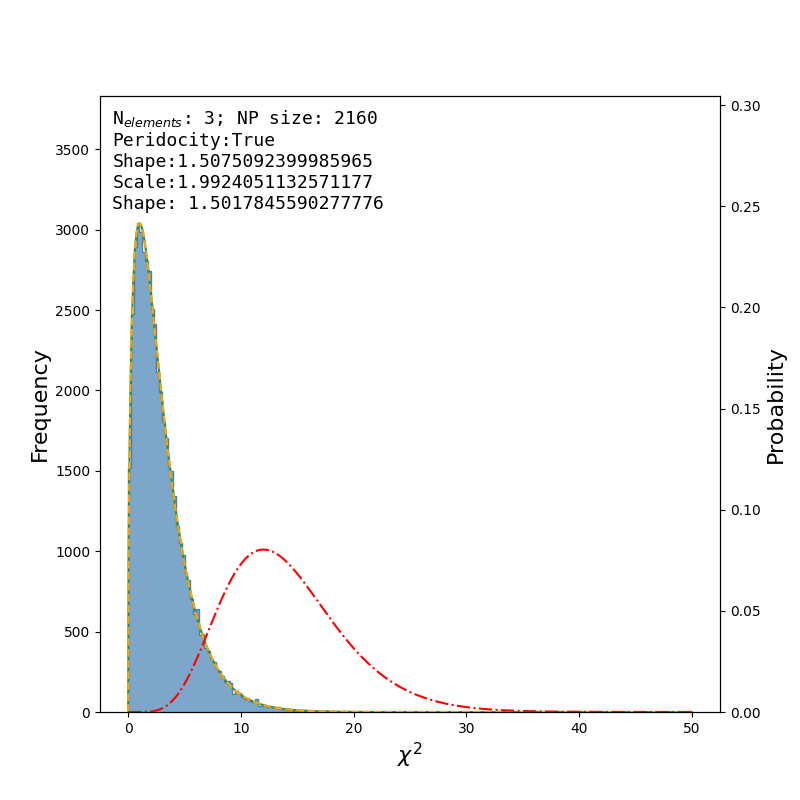 N_elements: 3; NP size: 2160
Peridocity:True
Shape:1.5075092399985965
Scale:1.9924051132571177
Shape: 1.5017845590277776
Frequency
3500
3000
2500
2000
1500
1000
500
0
0.30
0.25
0.20
0.15
0.10
0.05
0.00
Probability
0 10 20 30 40 50
χ²